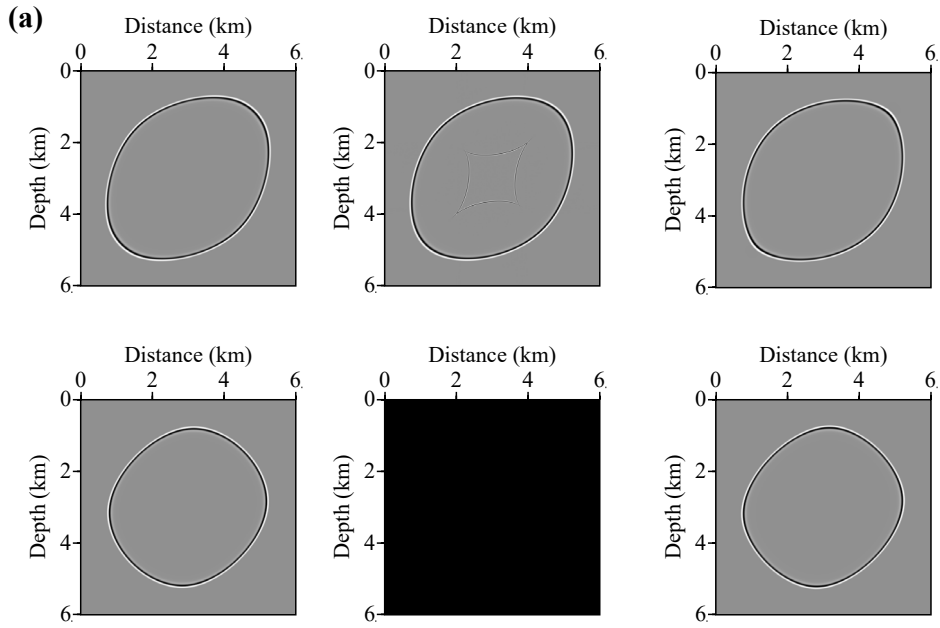 (a)
Distance (km) Distance (km) Distance (km)
0 2 4 6. 0 2 4 6. 0 2 4 6.
0 0 0
2 2 2
Depth (km) Depth (km) Depth (km)
4 4 4
6. 6. 6.
Distance (km) Distance (km) Distance (km)
0 2 4 6. 0 2 4 6. 0 2 4 6.
0 0 0
2 2 2
Depth (km) Depth (km) Depth (km)
4 4 4
6. 6. 6.